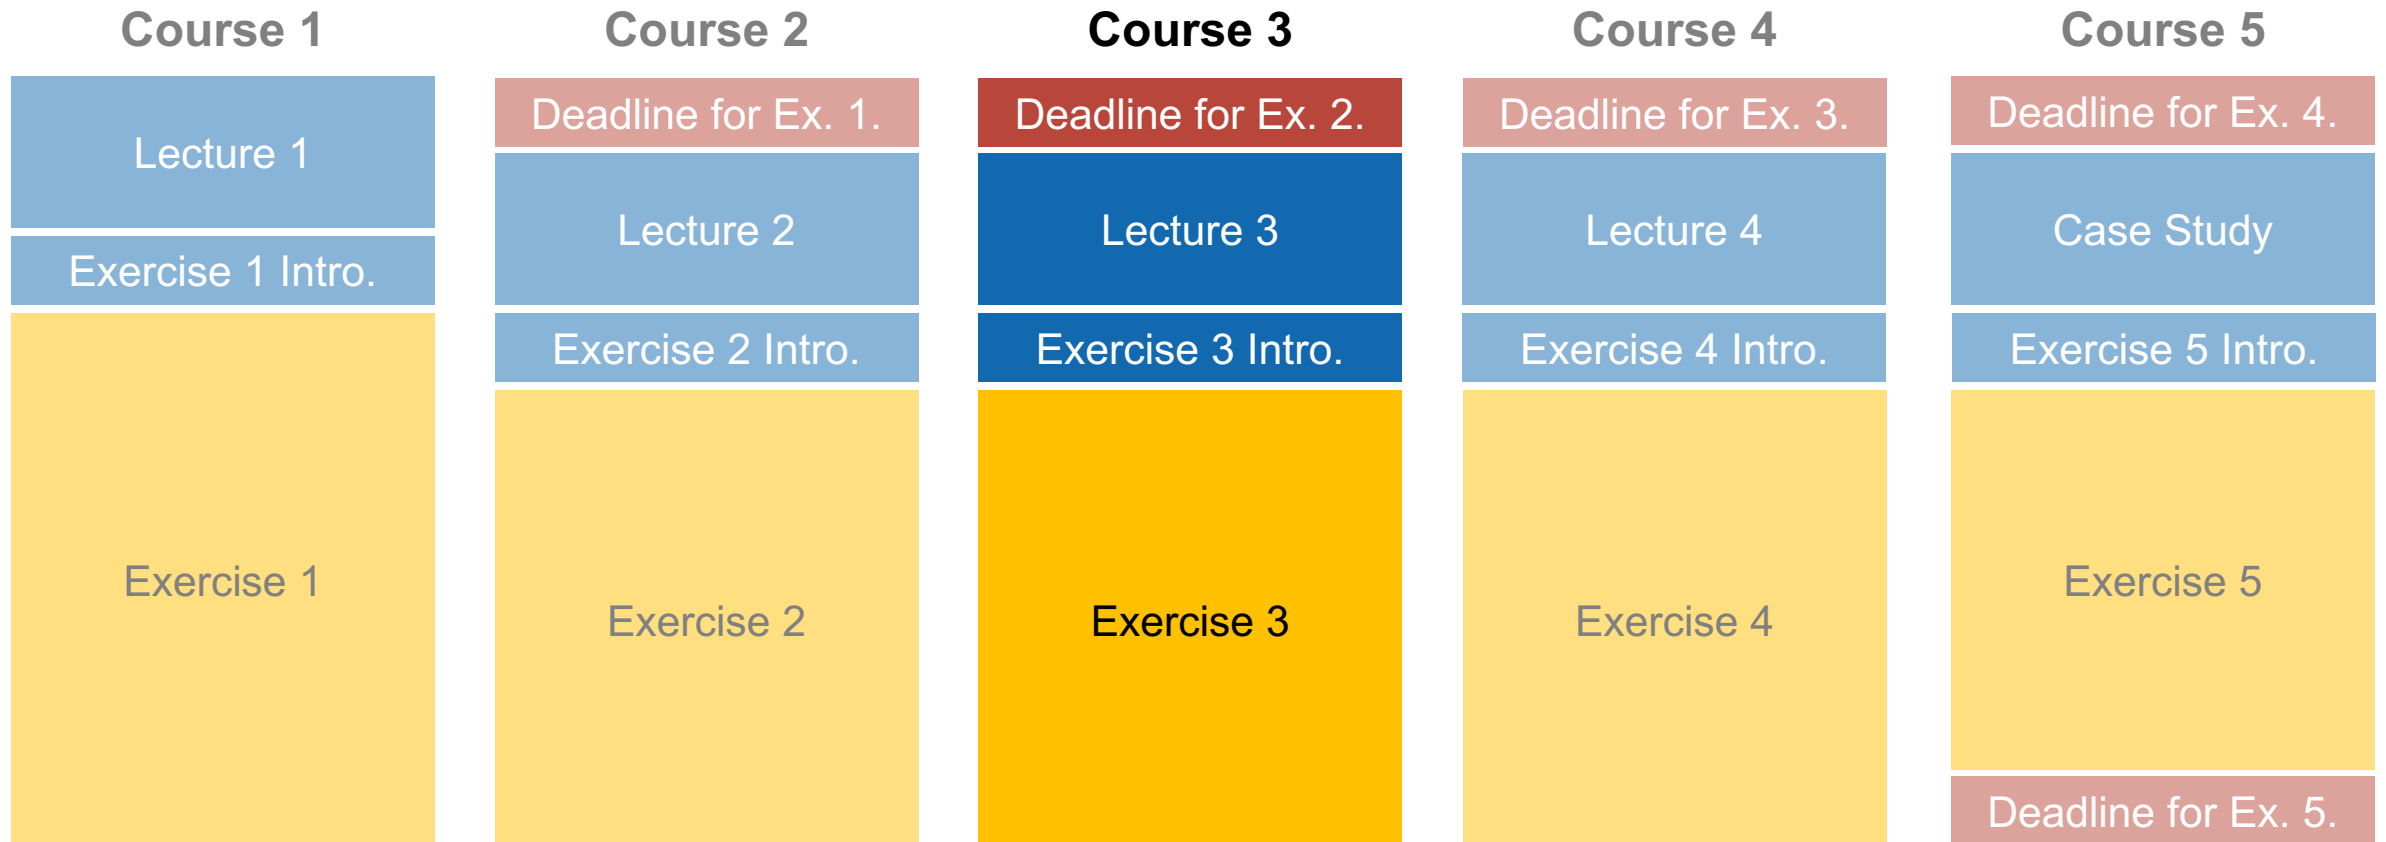 Course 1
Lecture 1
Exercise 1 Intro.
Exercise 1
Course 2
Deadline for Ex. 1.
Lecture 2
Exercise 2 Intro.
Exercise 2
Course 3
Deadline for Ex. 2.
Lecture 3
Exercise 3 Intro.
Exercise 3
Course 4
Deadline for Ex. 3.
Lecture 4
Exercise 4 Intro.
Exercise 4
Course 5
Deadline for Ex. 4.
Case Study
Exercise 5 Intro.
Exercise 5
Deadline for Ex. 5.